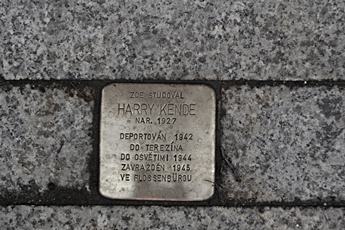 ZDE STUDOVAL
HARRY KENDE
NAR. 1927
DEPORTOVÁN 1942
DO TEREZÍNA
DO OSVĚTIMI 1944
ZAVRAŽDĚN 1945
VE FLOSSENBÜRGU